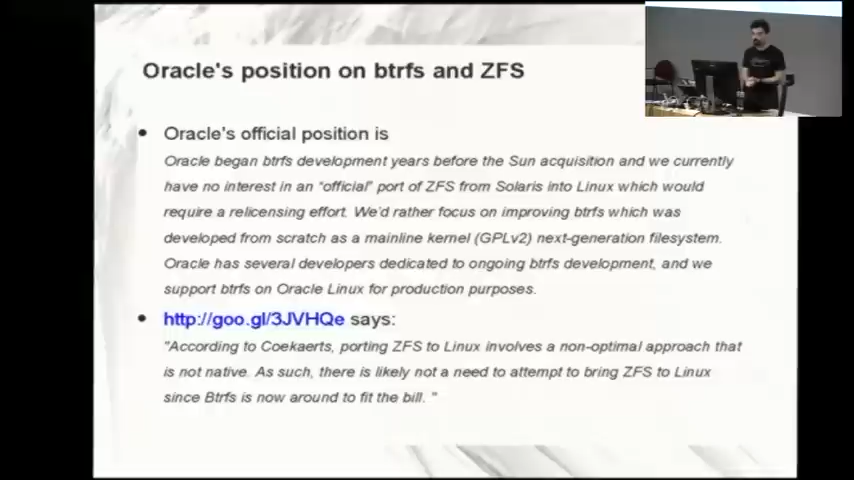 Oracle's position on btrfs and ZFS
• Oracle's official position is
Oracle began btrfs development years before the Sun acquisition and we currently
have no interest in an "official" port of ZFS from Solaris into Linux which would
require a relicensing effort. We'd rather focus on improving btrfs which was
developed from scratch as a mainline kernel (GPLv2) next-generation filesystem.
Oracle has several developers dedicated to ongoing btrfs development, and we
support btrfs on Oracle Linux for production purposes.
• http://goo.gl/3JVHQe says:
"According to Coekaerts, porting ZFS to Linux involves a non-optimal approach that
is not native. As such, there is likely not a need to attempt to bring ZFS to Linux
since Btrfs is now around to fit the bill. "